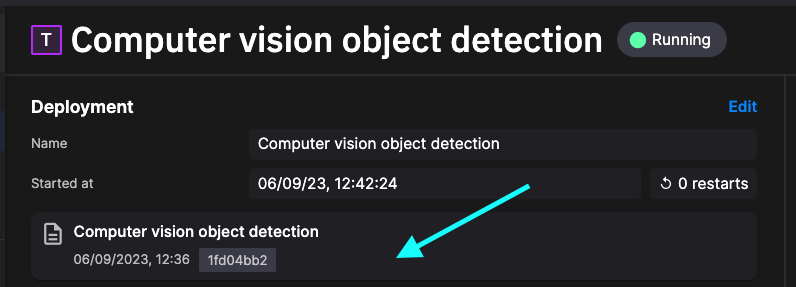 T Computer vision object detection Running
Deployment Edit
Name Computer vision object detection
Started at 06/09/23, 12:42:24 0 restarts
Computer vision object detection
06/09/2023, 12:36 1fd04bb2